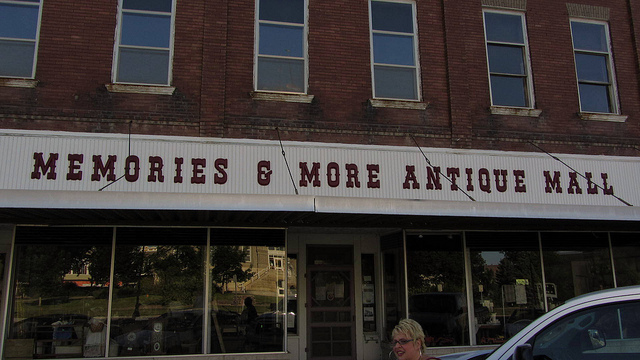 MEMORIES & MORE ANTIQUE MALL